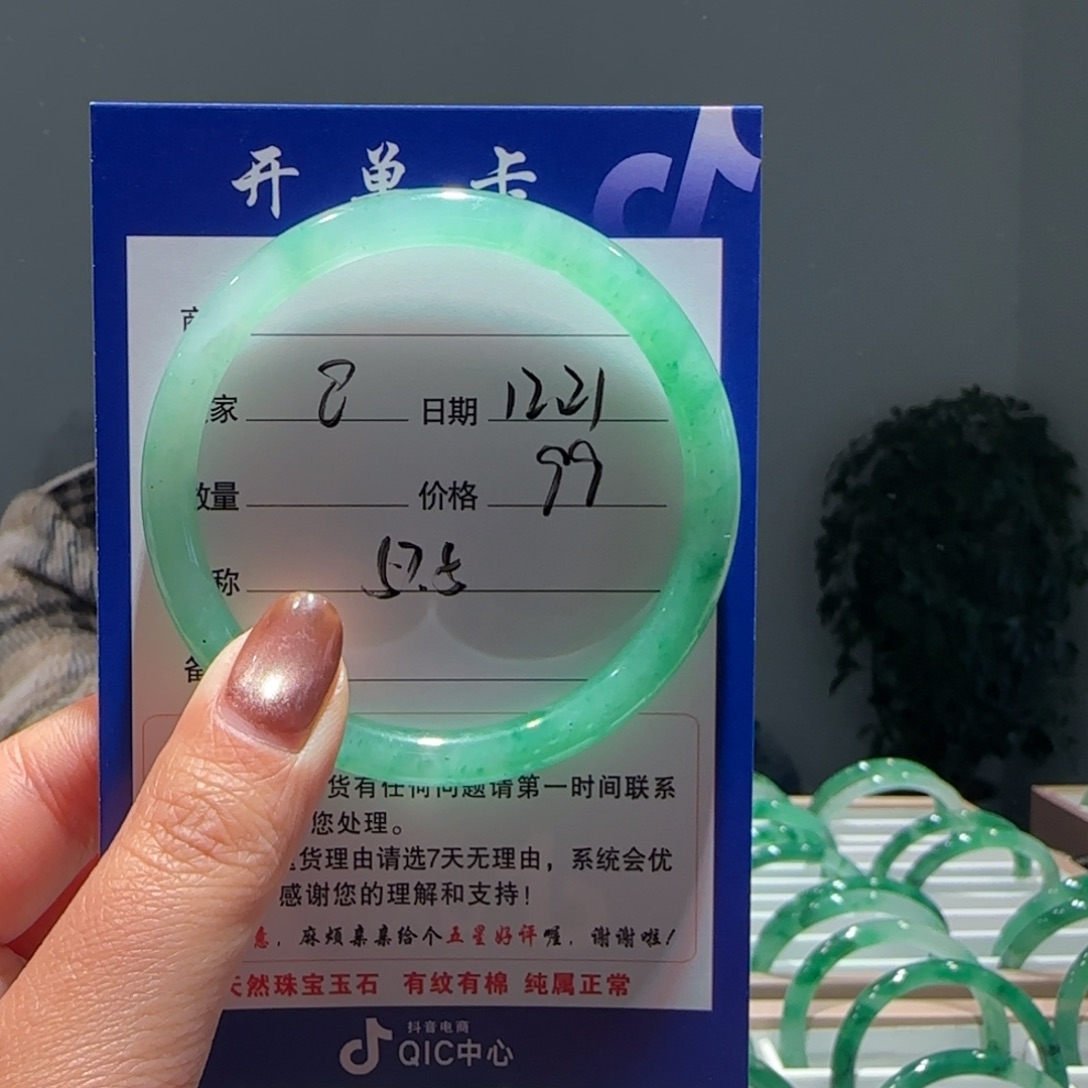 开单卡
家 已 日期 1221
数量 价格 99
称 57.5
货有任何问题请第一时间联系
您处理。
货理由请选7天无理由，系统会优
感谢您的理解和支持！
麻烦亲亲给个五星好评喔，谢谢啦！
天然珠宝玉石 有纹有棉 纯属正常
抖音电商
QIC中心